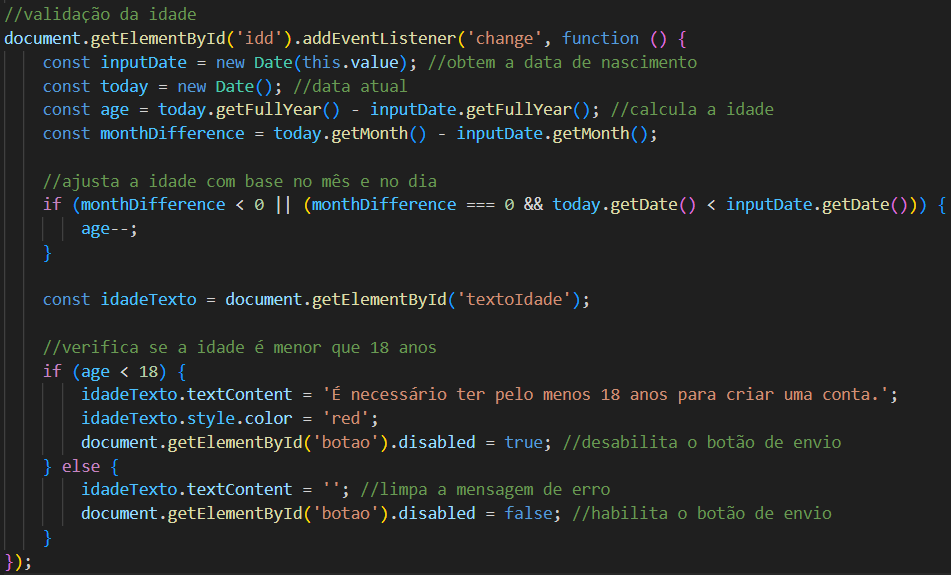 //validação da idade
document.getElementById('idd').addEventListener('change', function () {
    const inputDate = new Date(this.value); //obtem a data de nascimento
    const today = new Date(); //data atual
    const age = today.getFullYear() - inputDate.getFullYear(); //calcula a idade
    const monthDifference = today.getMonth() - inputDate.getMonth();

    //ajusta a idade com base no mês e no dia
    if (monthDifference < 0 || (monthDifference === 0 && today.getDate() < inputDate.getDate())) {
        age--;
    }

    const idadeTexto = document.getElementById('textoIdade');

    //verifica se a idade é menor que 18 anos
    if (age < 18) {
        idadeTexto.textContent = 'É necessário ter pelo menos 18 anos para criar uma conta.';
        idadeTexto.style.color = 'red';
        document.getElementById('botao').disabled = true; //desabilita o botão de envio
    } else {
        idadeTexto.textContent = ''; //limpa a mensagem de erro
        document.getElementById('botao').disabled = false; //habilita o botão de envio
    }
});